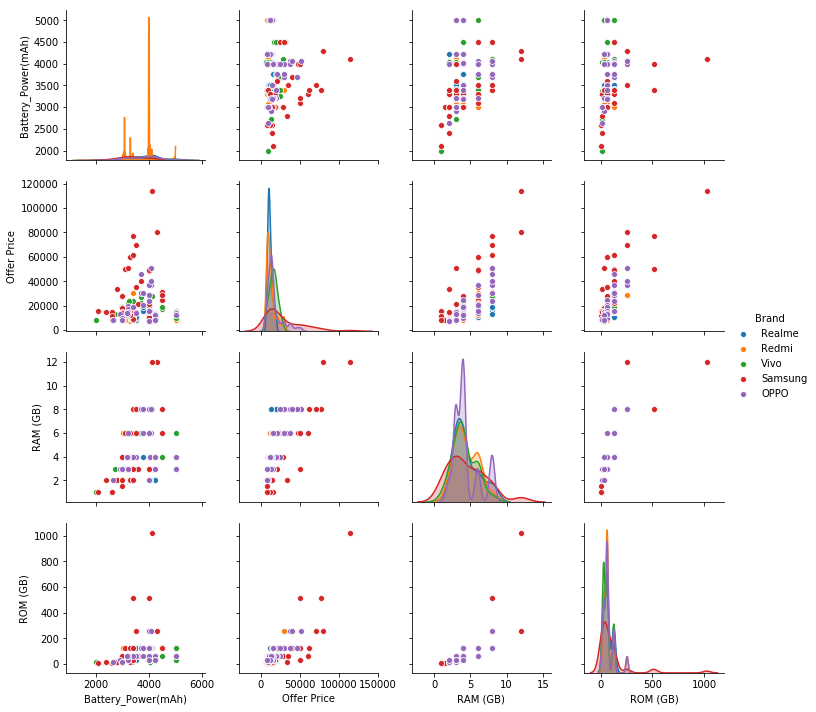 5000
4500
4000
3500
3000
2500
2000
Battery_Power(mAh)
120000
100000
80000
60000
40000
20000
0
Offer Price
12
10
8
6
4
2
RAM (GB)
1000
800
600
400
200
0
ROM (GB)
2000 4000 6000
Battery_Power(mAh)
0 50000 100000 150000
Offer Price
0 5 10 15
RAM (GB)
0 500 1000
ROM (GB)
Brand
Realme
Redmi
Vivo
Samsung
OPPO